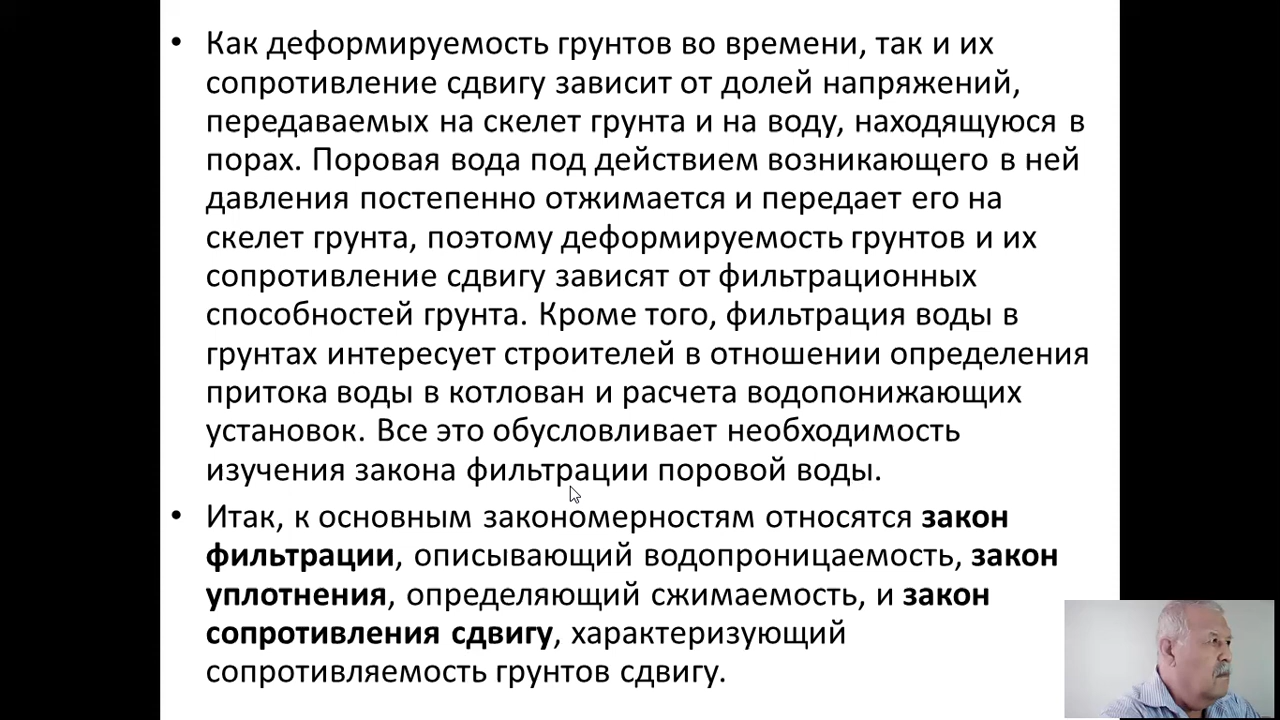 • Как деформируемость грунтов во времени, так и их
сопротивление сдвигу зависит от долей напряжений,
передаваемых на скелет грунта и на воду, находящуюся в
порах. Поровая вода под действием возникающего в ней
давления постепенно отжимается и передает его на
скелет грунта, поэтому деформируемость грунтов и их
сопротивление сдвигу зависят от фильтрационных
способностей грунта. Кроме того, фильтрация воды в
грунтах интересует строителей в отношении определения
притока воды в котлован и расчета водопонижающих
установок. Все это обусловливает необходимость
изучения закона фильтрации поровой воды.
• Итак, к основным закономерностям относятся закон
фильтрации, описывающий водопроницаемость, закон
уплотнения, определяющий сжимаемость, и закон
сопротивления сдвигу, характеризующий
сопротивляемость грунтов сдвигу.